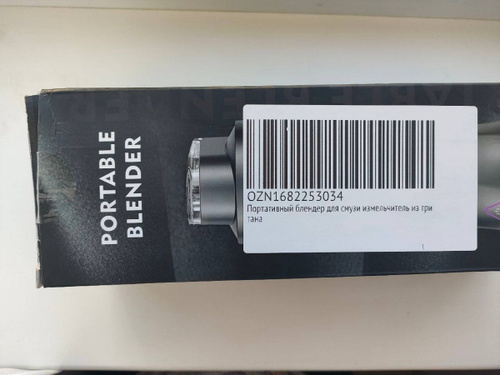 PORTABLE
BLENDER
OZN1682253034
Портативный блендер для смузи измельчитель из три
тана